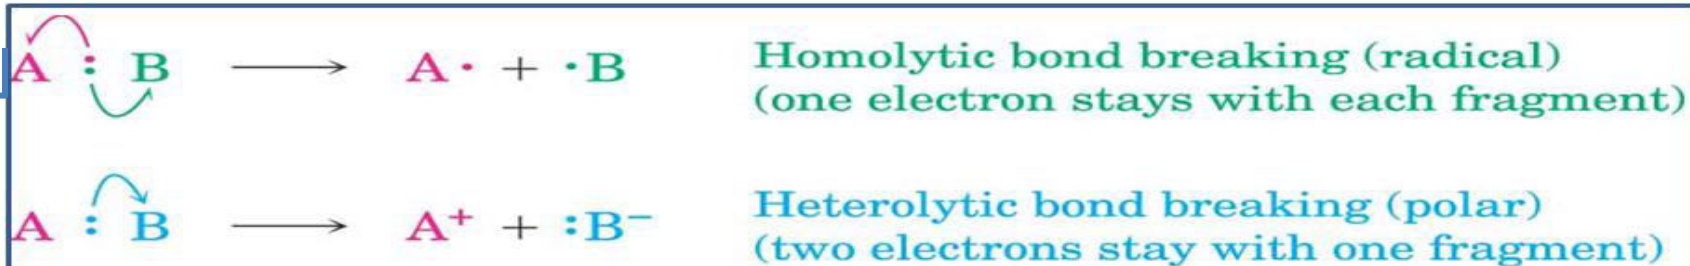 A : B ⟶ A· + ·B Homolytic bond breaking (radical)
(one electron stays with each fragment)
A : B ⟶ A⁺ + :B⁻ Heterolytic bond breaking (polar)
(two electrons stay with one fragment)